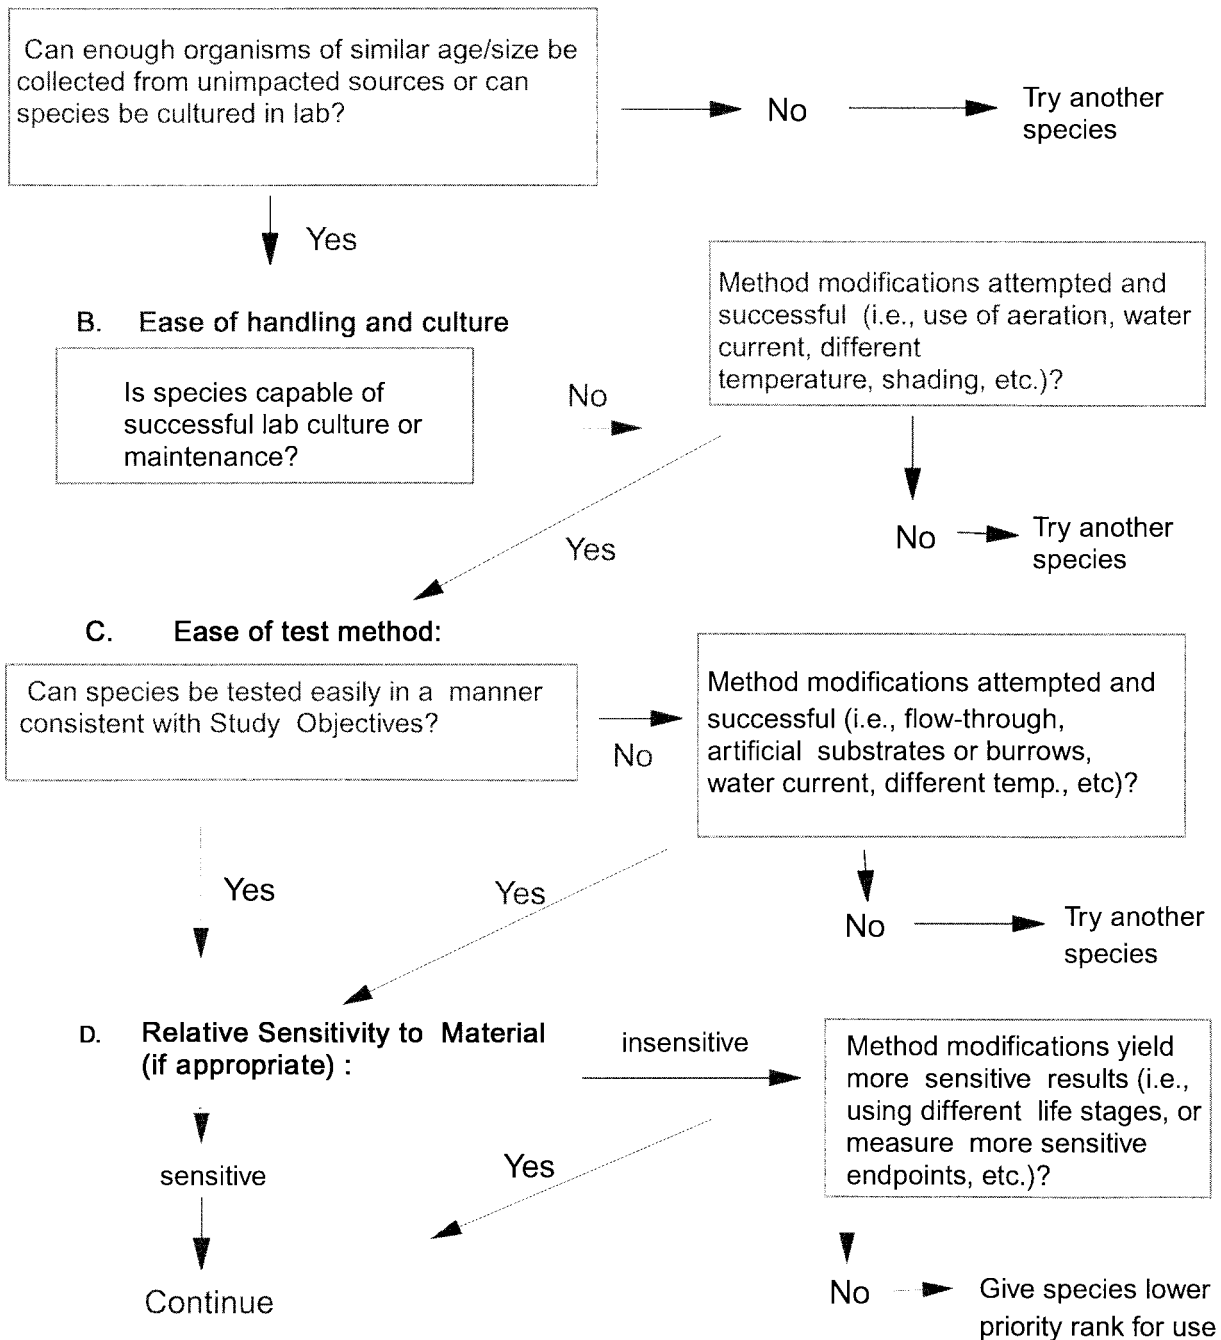 Can enough organisms of similar age/size be
collected from unimpacted sources or can
species be cultured in lab?
No
Try another
species
Yes
B. Ease of handling and culture
Is species capable of
successful lab culture or
maintenance?
No
Method modifications attempted and
successful (i.e., use of aeration, water
current, different
temperature, shading, etc.)?
Yes
No
Try another
species
C. Ease of test method:
Can species be tested easily in a manner
consistent with Study Objectives?
No
Method modifications attempted and
successful (i.e., flow-through,
artificial substrates or burrows,
water current, different temp., etc)?
Yes
Yes
No
Try another
species
D. Relative Sensitivity to Material
(if appropriate) :
insensitive
Method modifications yield
more sensitive results (i.e.,
using different life stages, or
measure more sensitive
endpoints, etc.)?
sensitive
Yes
Continue
No
Give species lower
priority rank for use